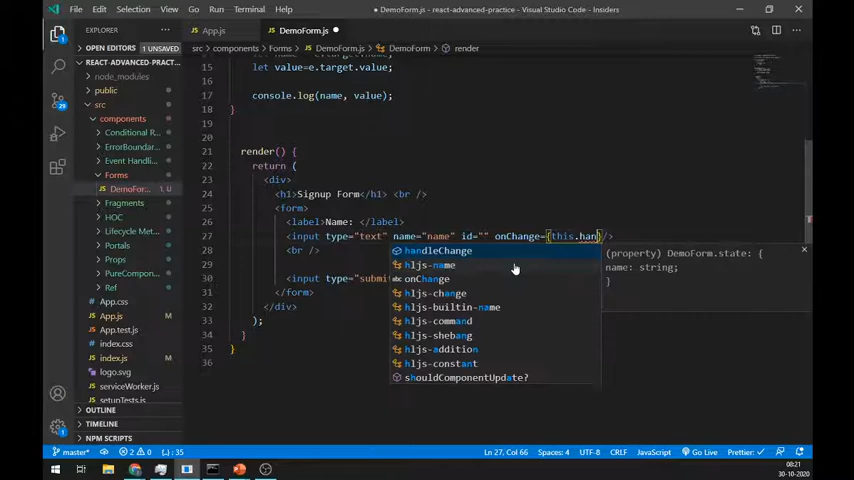 File Edit Selection View Go Run Terminal Help
● DemoForm.js - react-advanced-practice - Visual Studio Code - Insiders
EXPLORER
App.js
DemoForm.js
OPEN EDITORS 1 UNSAVED
src > components > Forms > DemoForm.js > DemoForm > render
REACT-ADVANCED-PRACT...
node_modules
public
src
components
Conditional R...
ErrorBoundar...
Event Handli...
Forms
DemoFor... 1, U
Fragments
HOC
Lifecycle Met...
Portals
Props
PureComponen...
Ref
App.css
App.js M
App.test.js
index.css
index.js M
logo.svg
serviceWorker.js
setupTests.js
OUTLINE
TIMELINE
NPM SCRIPTS
15 let value=e.target.value;
16
17 console.log(name, value);
18 }
19
20
21 render() {
22 return (
23 <div>
24 <h1>Signup Form</h1> <br />
25 <form>
26 <label>Name: </label>
27 <input type="text" name="name" id="" onChange={this.han}/>
28 <br />
29
30 <input type="submi
31 </form>
32 </div>
33 );
34 }
35 }
36
handleChange
hljs-name
abc onChange
hljs-change
hljs-builtin-name
hljs-command
hljs-shebang
hljs-addition
hljs-constant
shouldComponentUpdate?
(property) DemoForm.state: {
name: string;
}
master* 2 0 {..} : 35 Ln 27, Col 66 Spaces: 4 UTF-8 CRLF JavaScript Go Live Prettier: ✓
08:21
30-10-2020